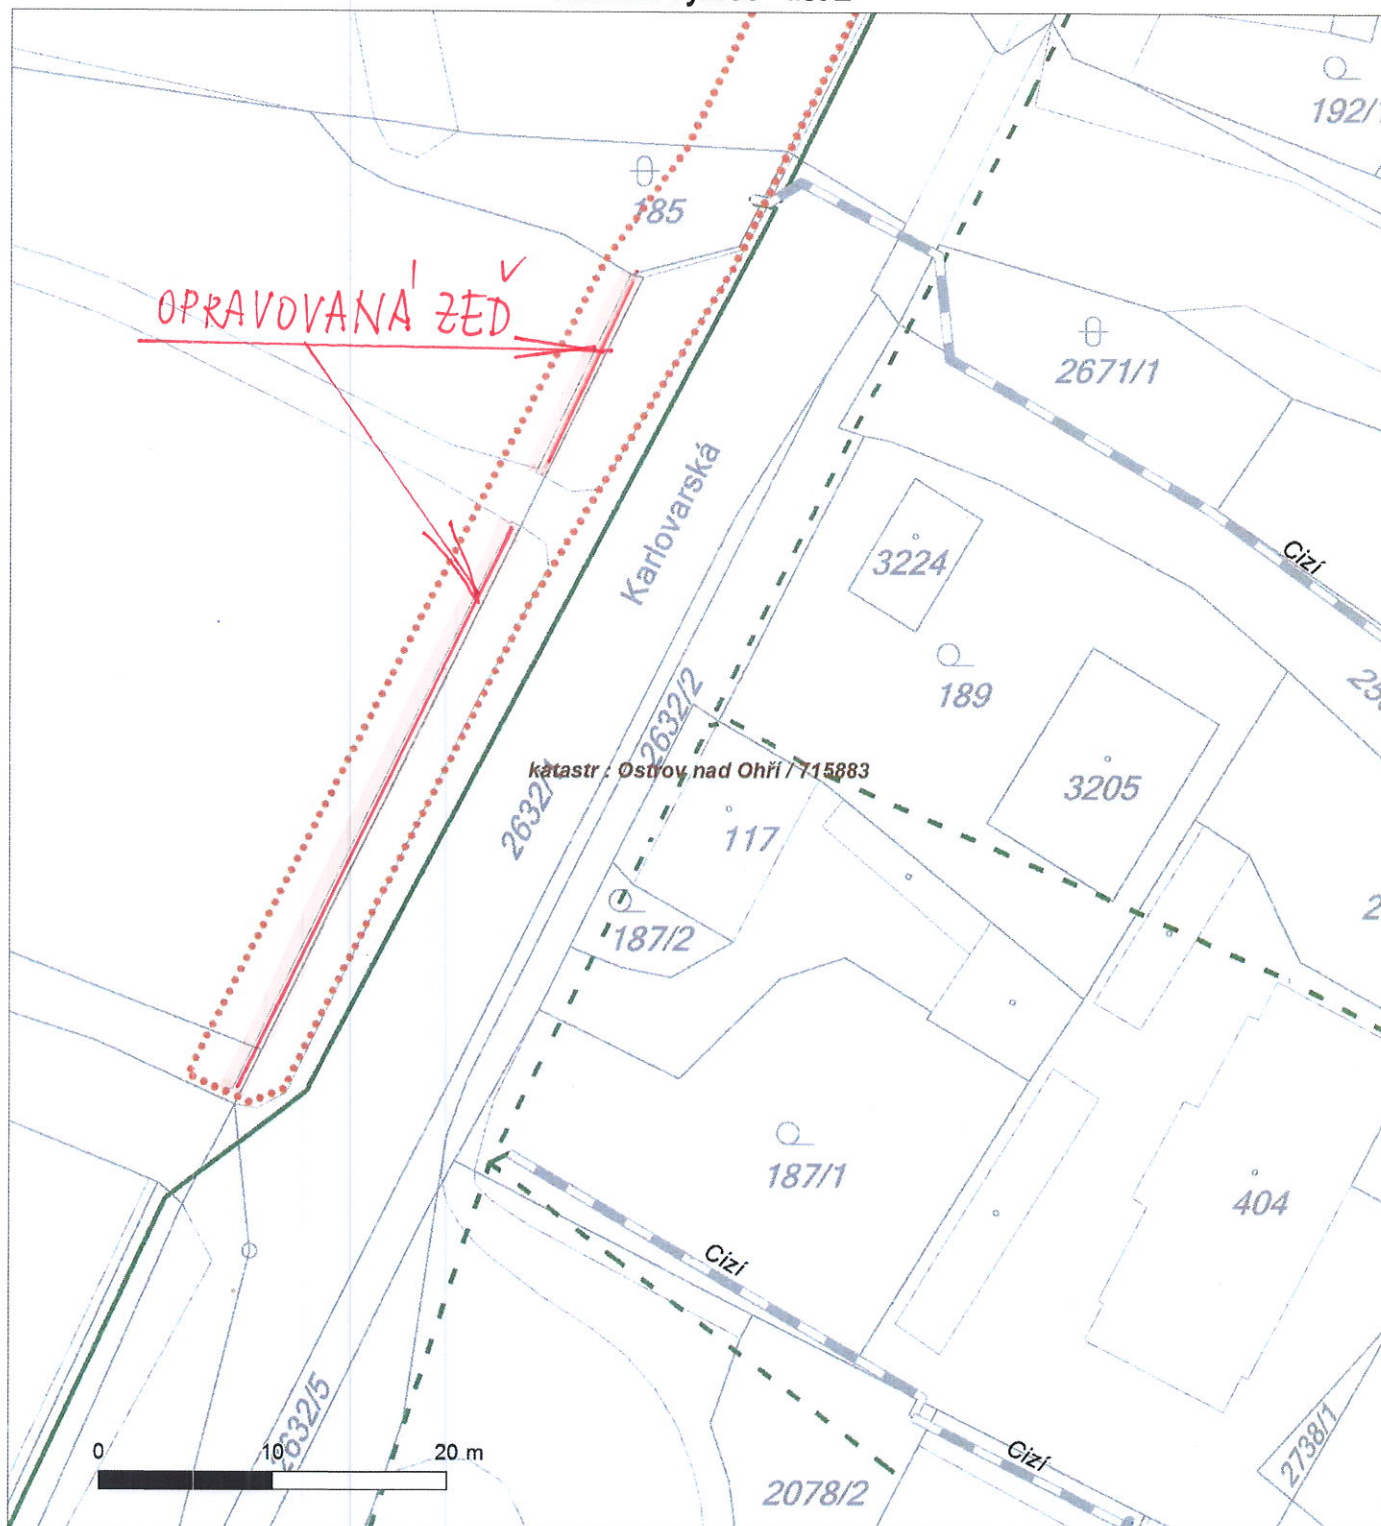 192/1
185
OPRAVOVANÁ ZEĎ
2671/1
Karlovarská
Cizí
3224
189
2632/2
katastr : Ostrov nad Ohří / 715883
3205
2632/1
117
187/2
187/1
404
Cizí
2632/5
0 10 20 m
Cizí
2738/1
2078/2